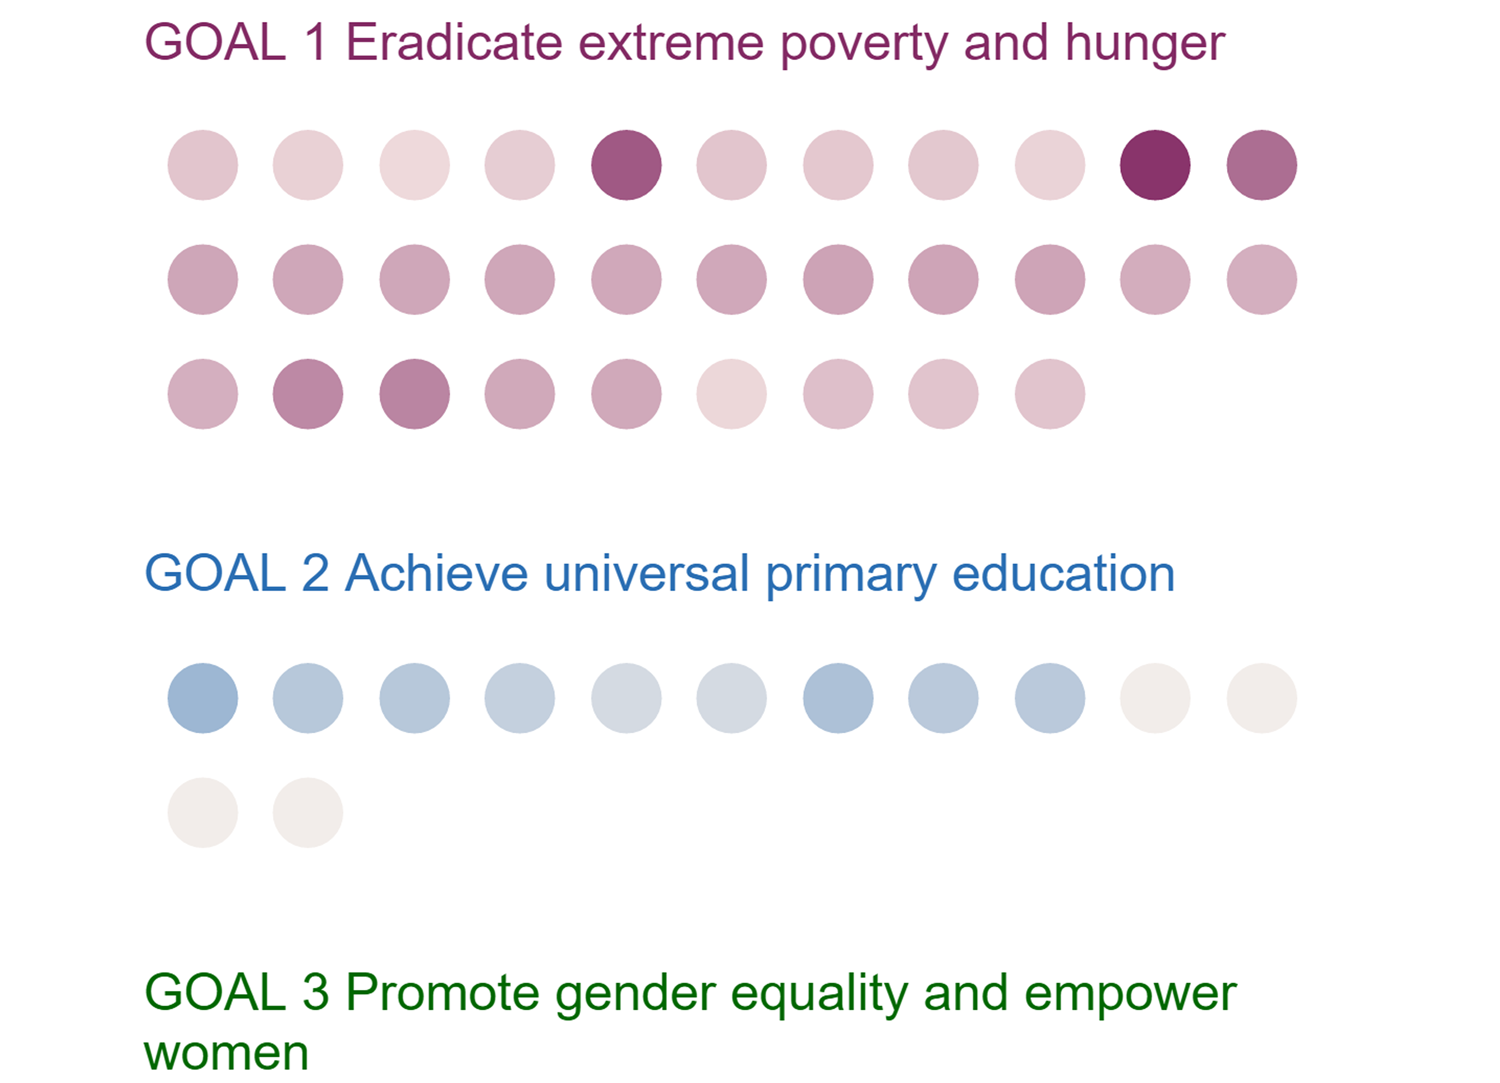 GOAL 1 Eradicate extreme poverty and hunger
GOAL 2 Achieve universal primary education
GOAL 3 Promote gender equality and empower
women